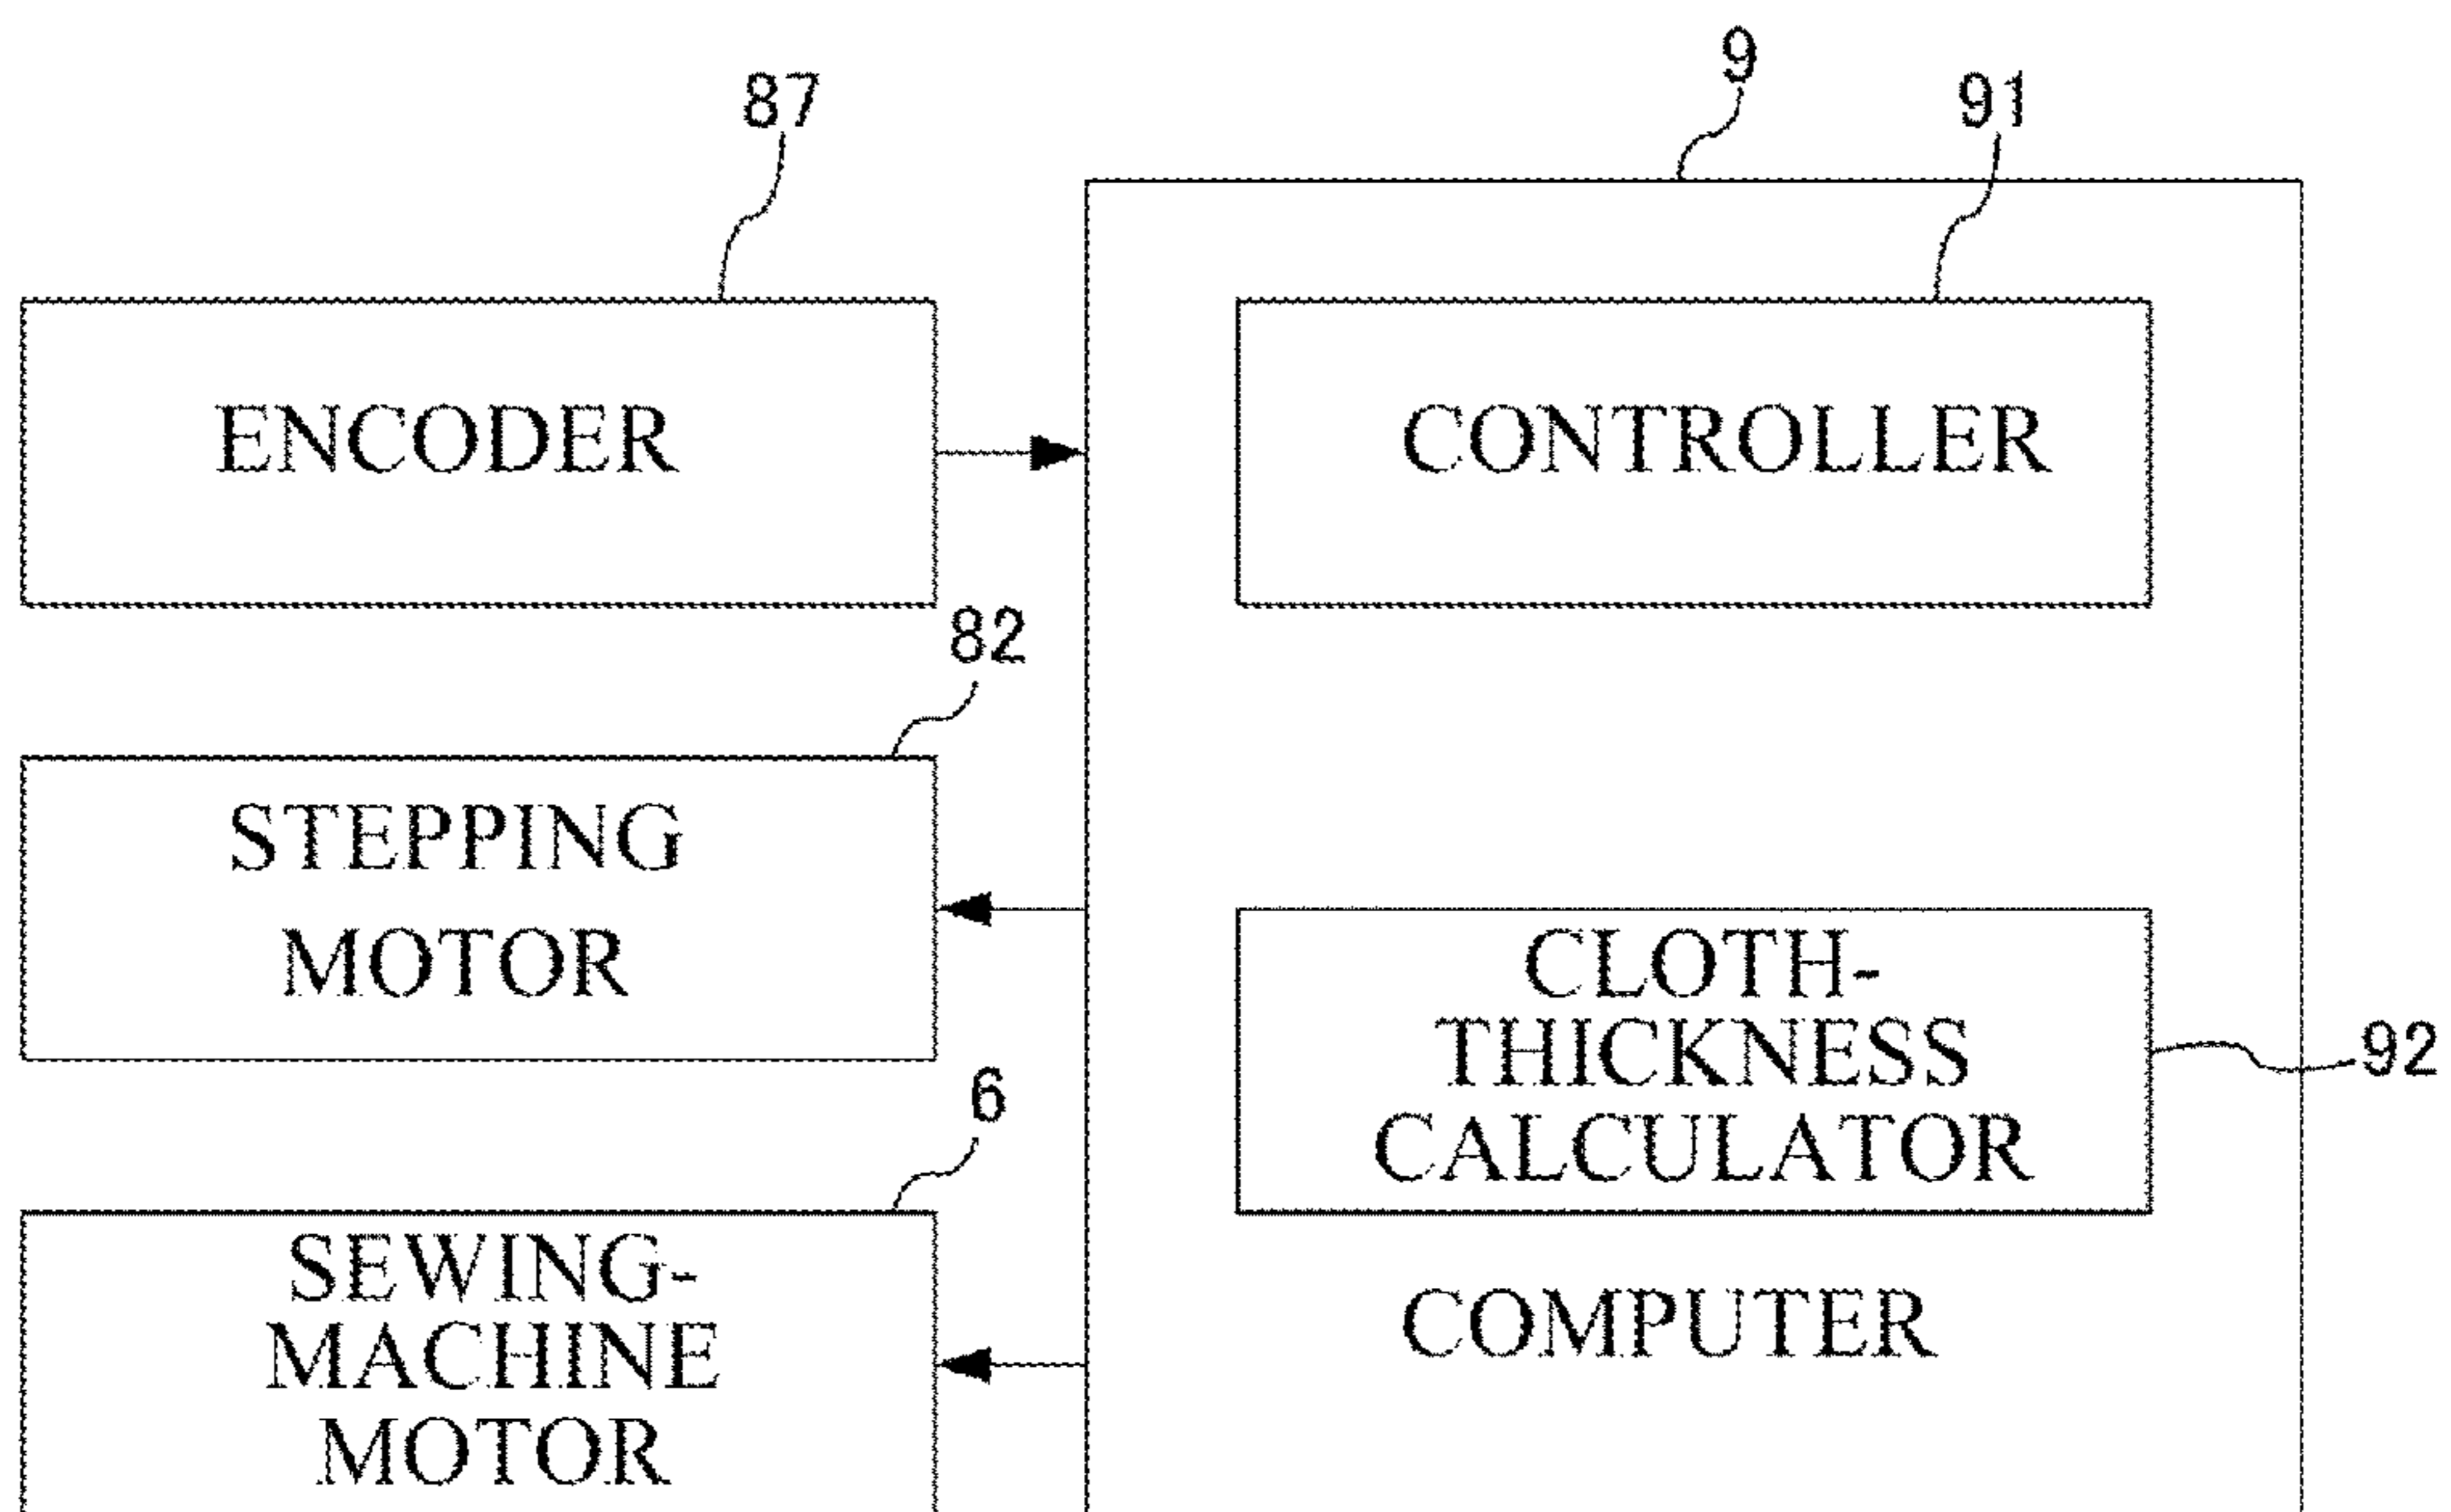 9
87
91
ENCODER
CONTROLLER
82
STEPPING
MOTOR
CLOTH-
THICKNESS
CALCULATOR
92
6
SEWING-
MACHINE
MOTOR
COMPUTER